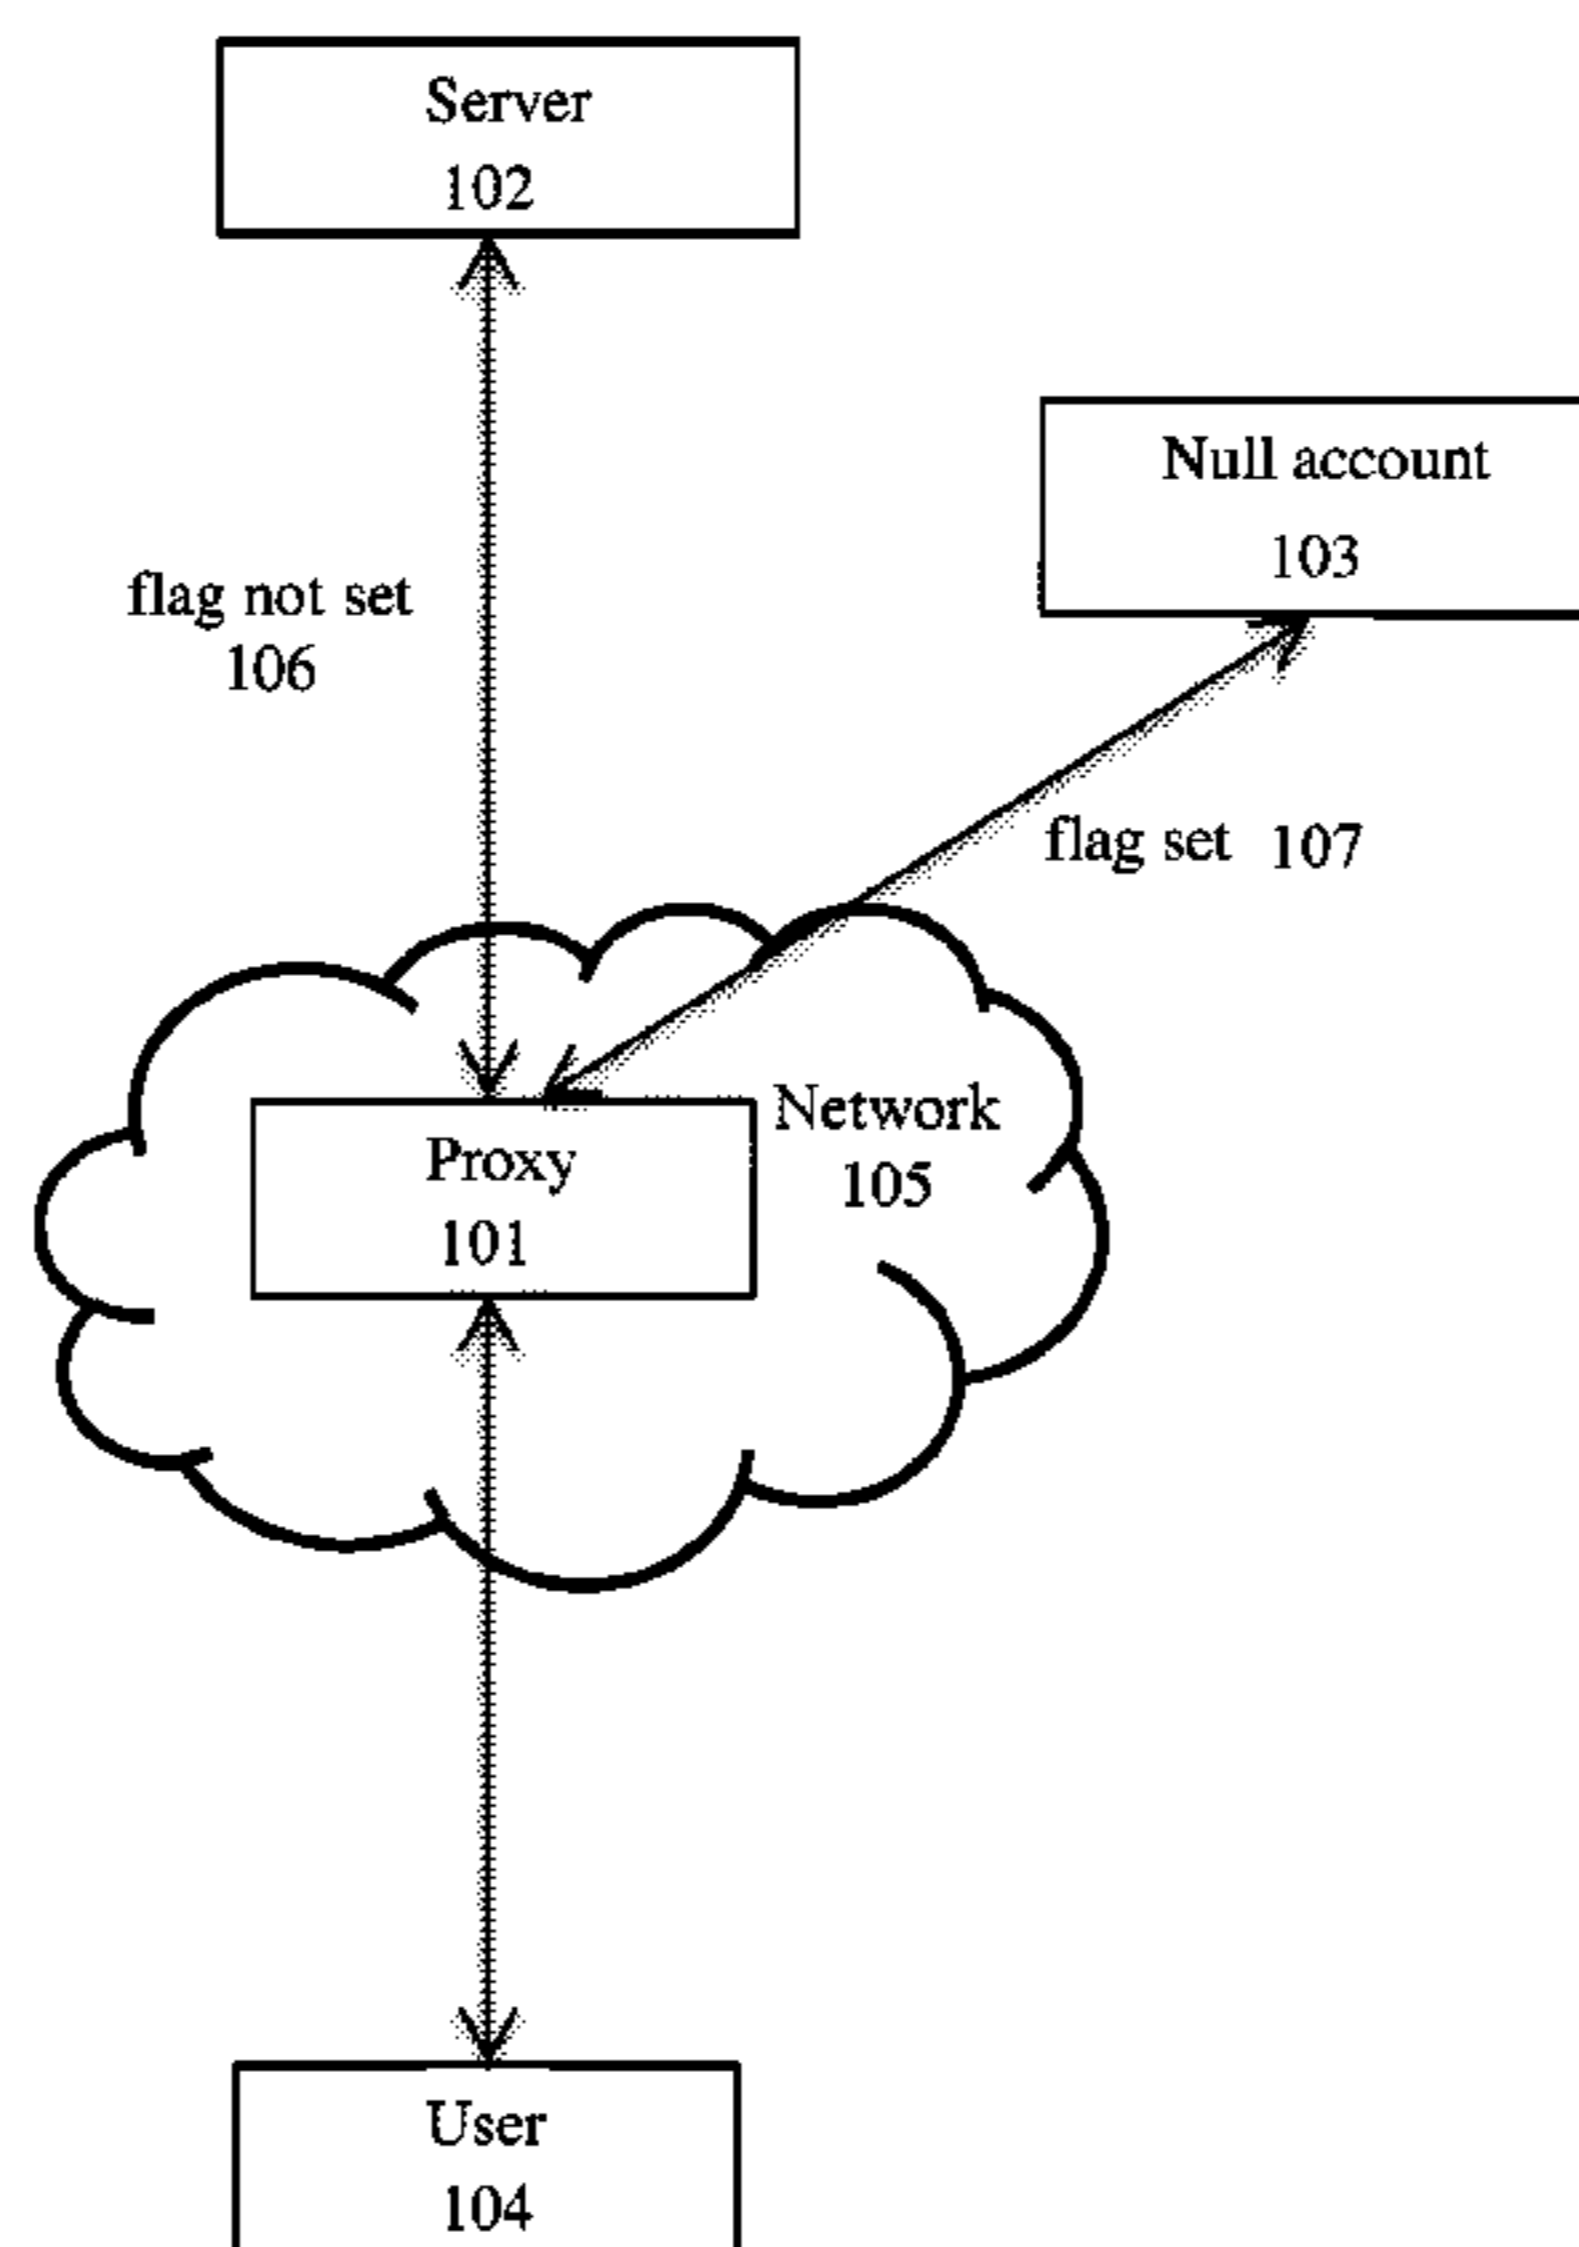 Server
102
Null account
103
flag not set
106
flag set 107
Network
105
Proxy
101
User
104